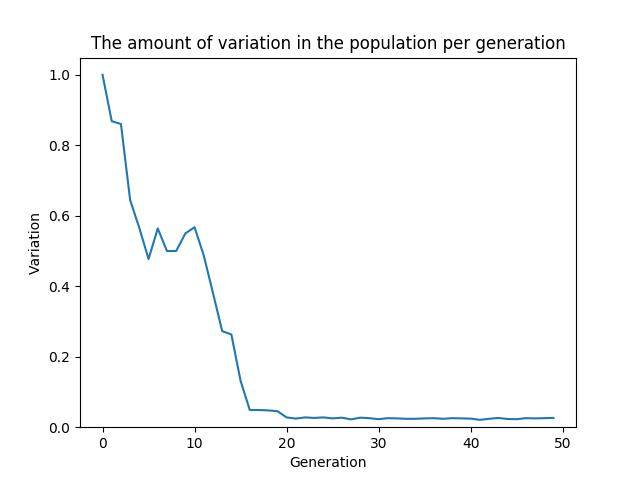 The amount of variation in the population per generation
1.0
0.8
0.6
0.4
0.2
0.0
Variation
0 10 20 30 40 50
Generation